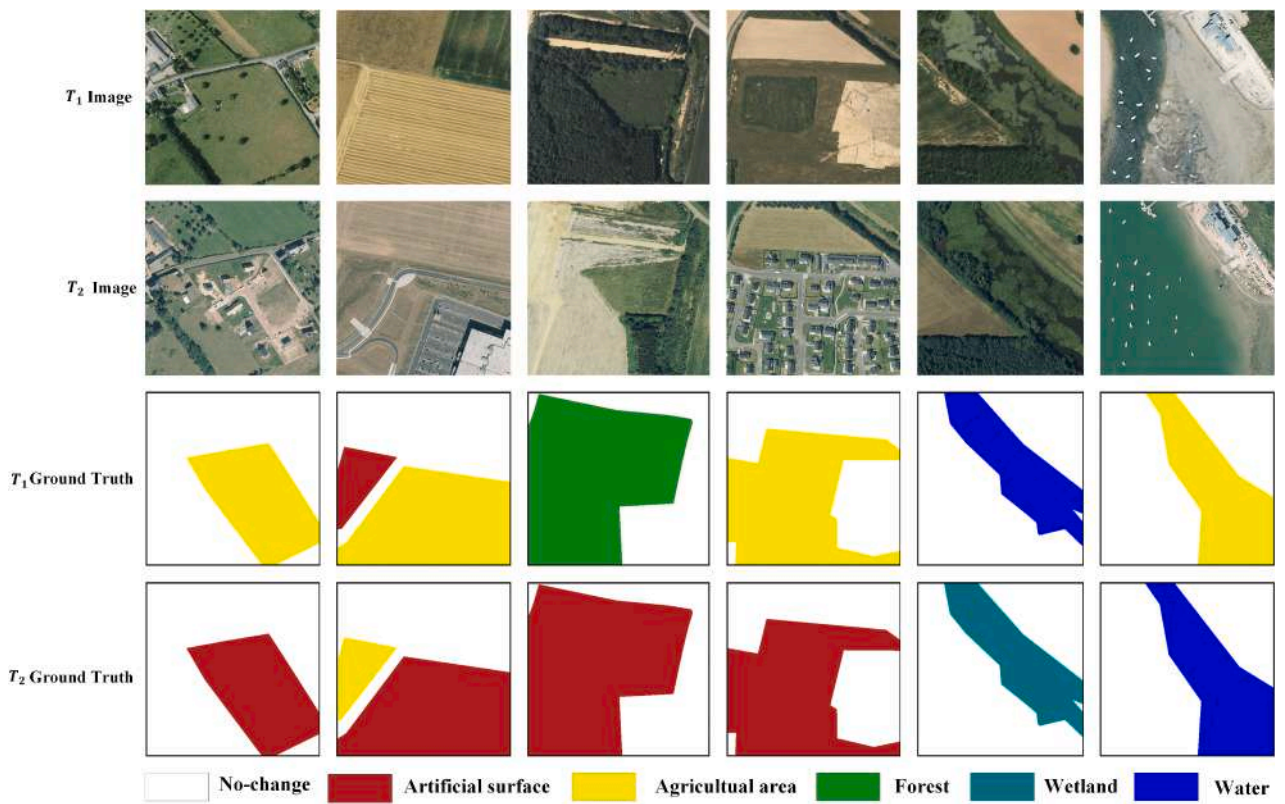 T₁ Image
T₂ Image
T₁ Ground Truth
T₂ Ground Truth
No-change Artificial surface Agricultual area Forest Wetland Water